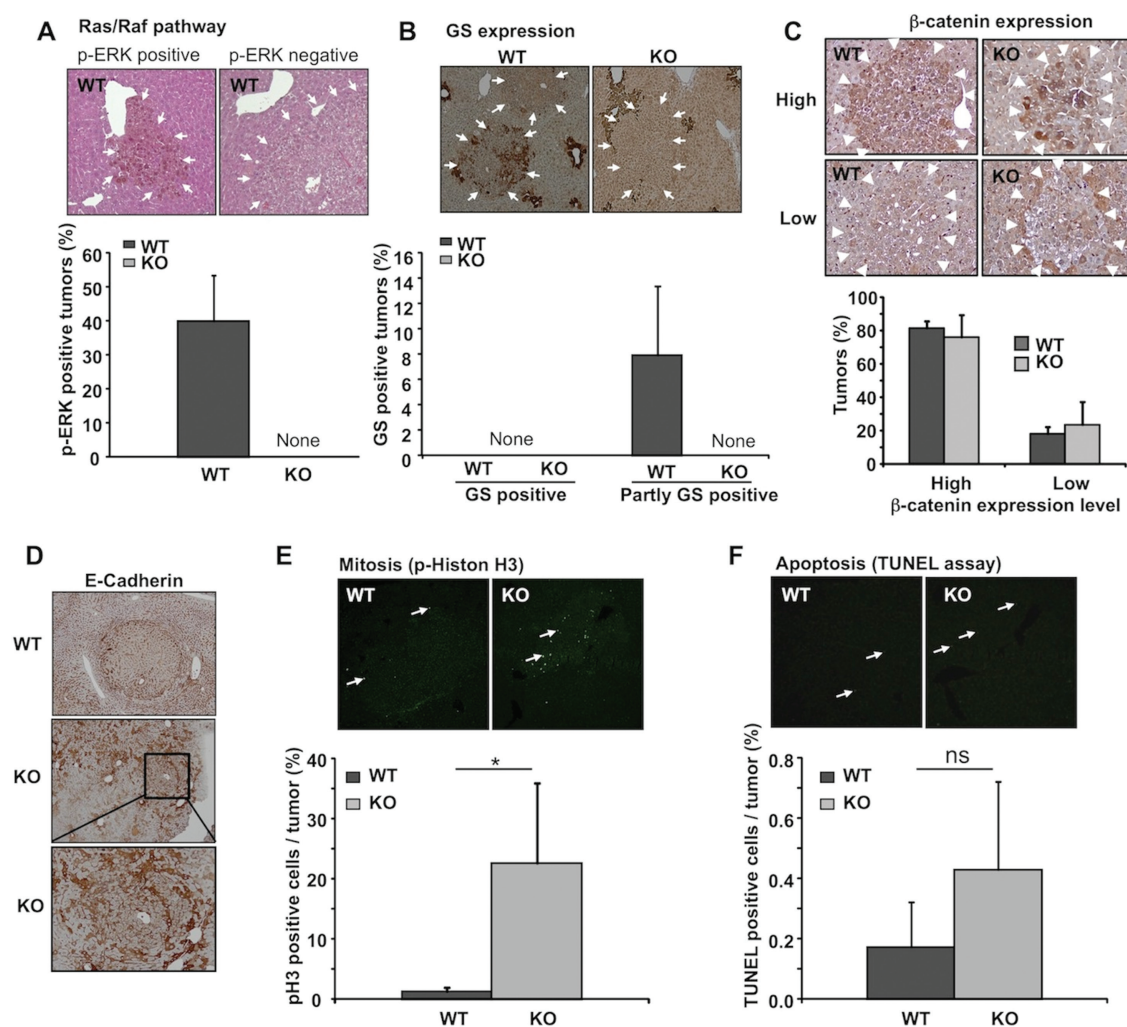 A
Ras/Raf pathway
p-ERK positive
p-ERK negative
WT
WT
WT
KO
p-ERK positive tumors (%)
60
50
40
30
20
10
0
None
WT
KO
B
GS expression
WT
KO
WT
KO
GS positive tumors (%)
16
14
12
10
8
6
4
2
0
None
None
WT
KO
WT
KO
GS positive
Partly GS positive
C
β-catenin expression
High
WT
KO
Low
WT
KO
Tumors (%)
100
80
60
40
20
0
WT
KO
High
Low
β-catenin expression level
D
E-Cadherin
WT
KO
KO
E
Mitosis (p-Histon H3)
WT
KO
pH3 positive cells / tumor (%)
40
30
20
10
0
WT
KO
*
WT
KO
F
Apoptosis (TUNEL assay)
WT
KO
TUNEL positive cells / tumor (%)
0.8
0.6
0.4
0.2
0.0
WT
KO
ns
WT
KO